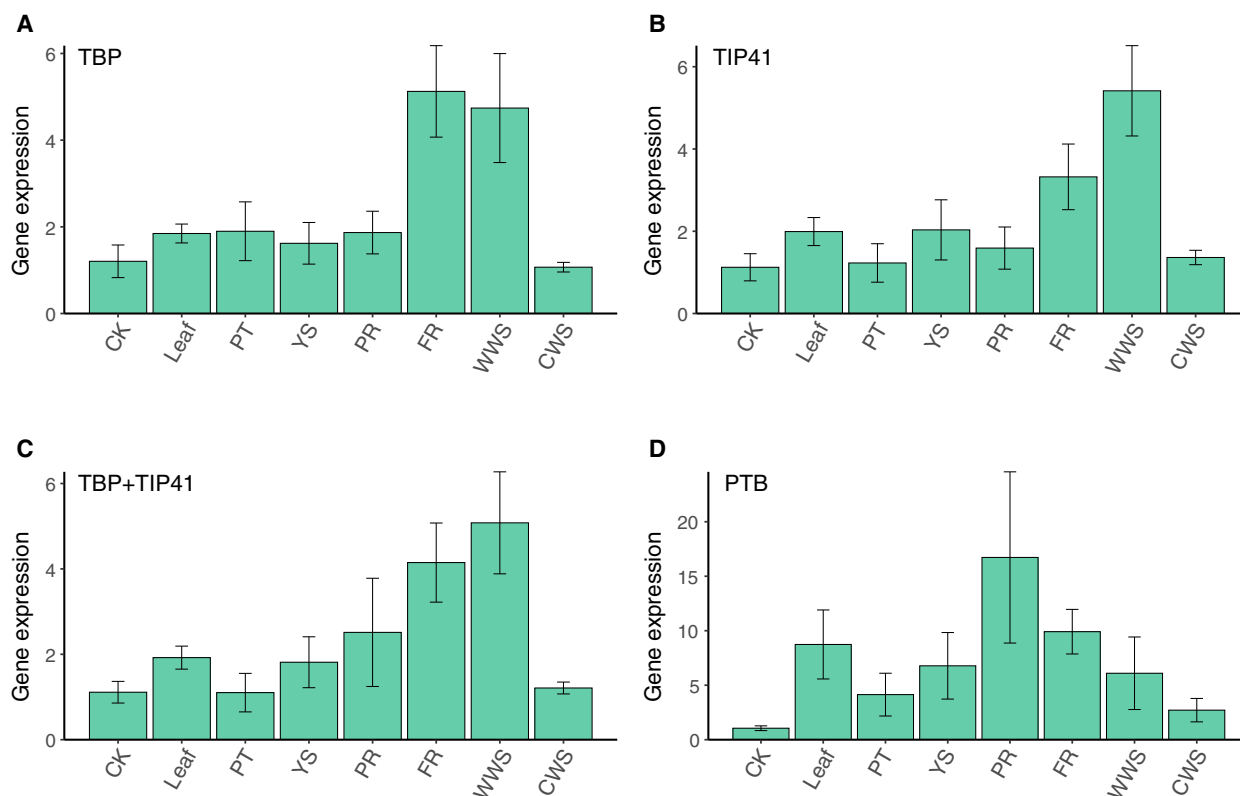 A
TBP
Gene expression
6
4
2
0
CK
Leaf
PT
YS
PR
FR
WWS
CWS
B
TIP41
Gene expression
6
4
2
0
CK
Leaf
PT
YS
PR
FR
WWS
CWS
C
TBP+TIP41
Gene expression
6
4
2
0
CK
Leaf
PT
YS
PR
FR
WWS
CWS
D
PTB
Gene expression
20
15
10
5
0
CK
Leaf
PT
YS
PR
FR
WWS
CWS